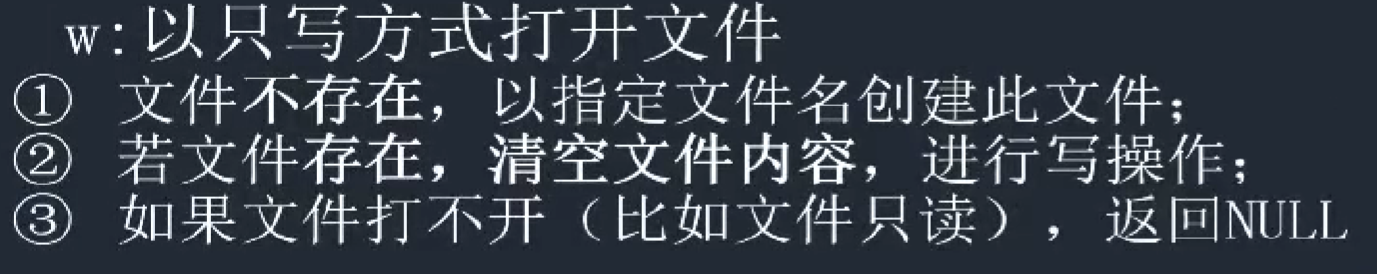 w:以只写方式打开文件
① 文件不存在，以指定文件名创建此文件；
② 若文件存在，清空文件内容，进行写操作；
③ 如果文件打不开（比如文件只读），返回NULL